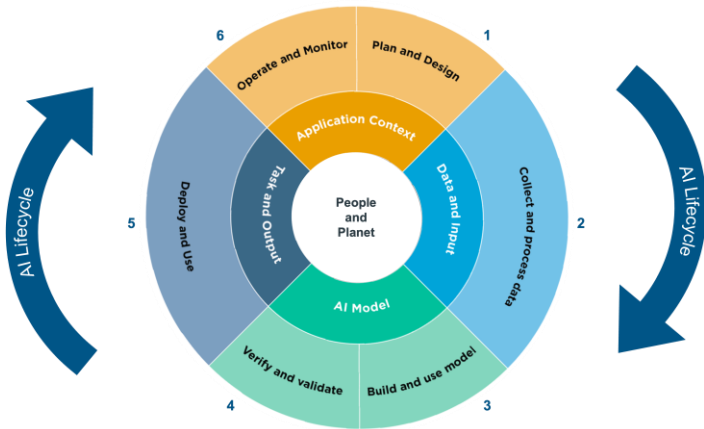 6
1
Operate and Monitor
Plan and Design
Application Context
AI Lifecycle
AI Lifecycle
Deploy and Use
Task and Output
People
and
Planet
Data and Input
Collect and process data
5
2
AI Model
Verify and validate
Build and use model
4
3